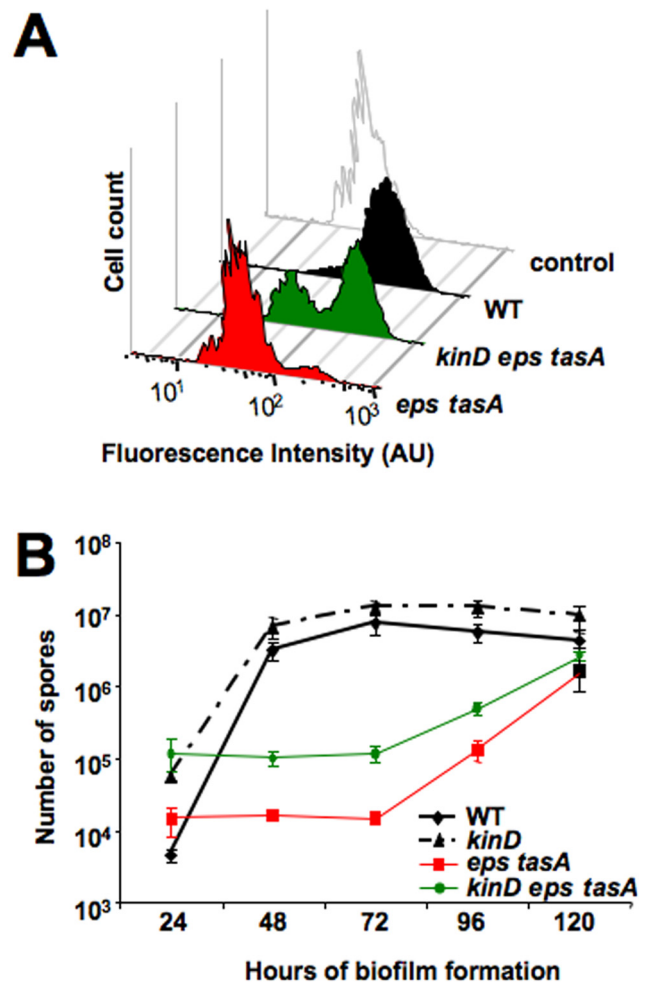 A
Cell count
control
WT
kinD eps tasA
eps tasA
10¹ 10² 10³
Fluorescence Intensity (AU)
B
Number of spores
10⁸
10⁷
10⁶
10⁵
10⁴
10³
WT
kinD
eps tasA
kinD eps tasA
24 48 72 96 120
Hours of biofilm formation